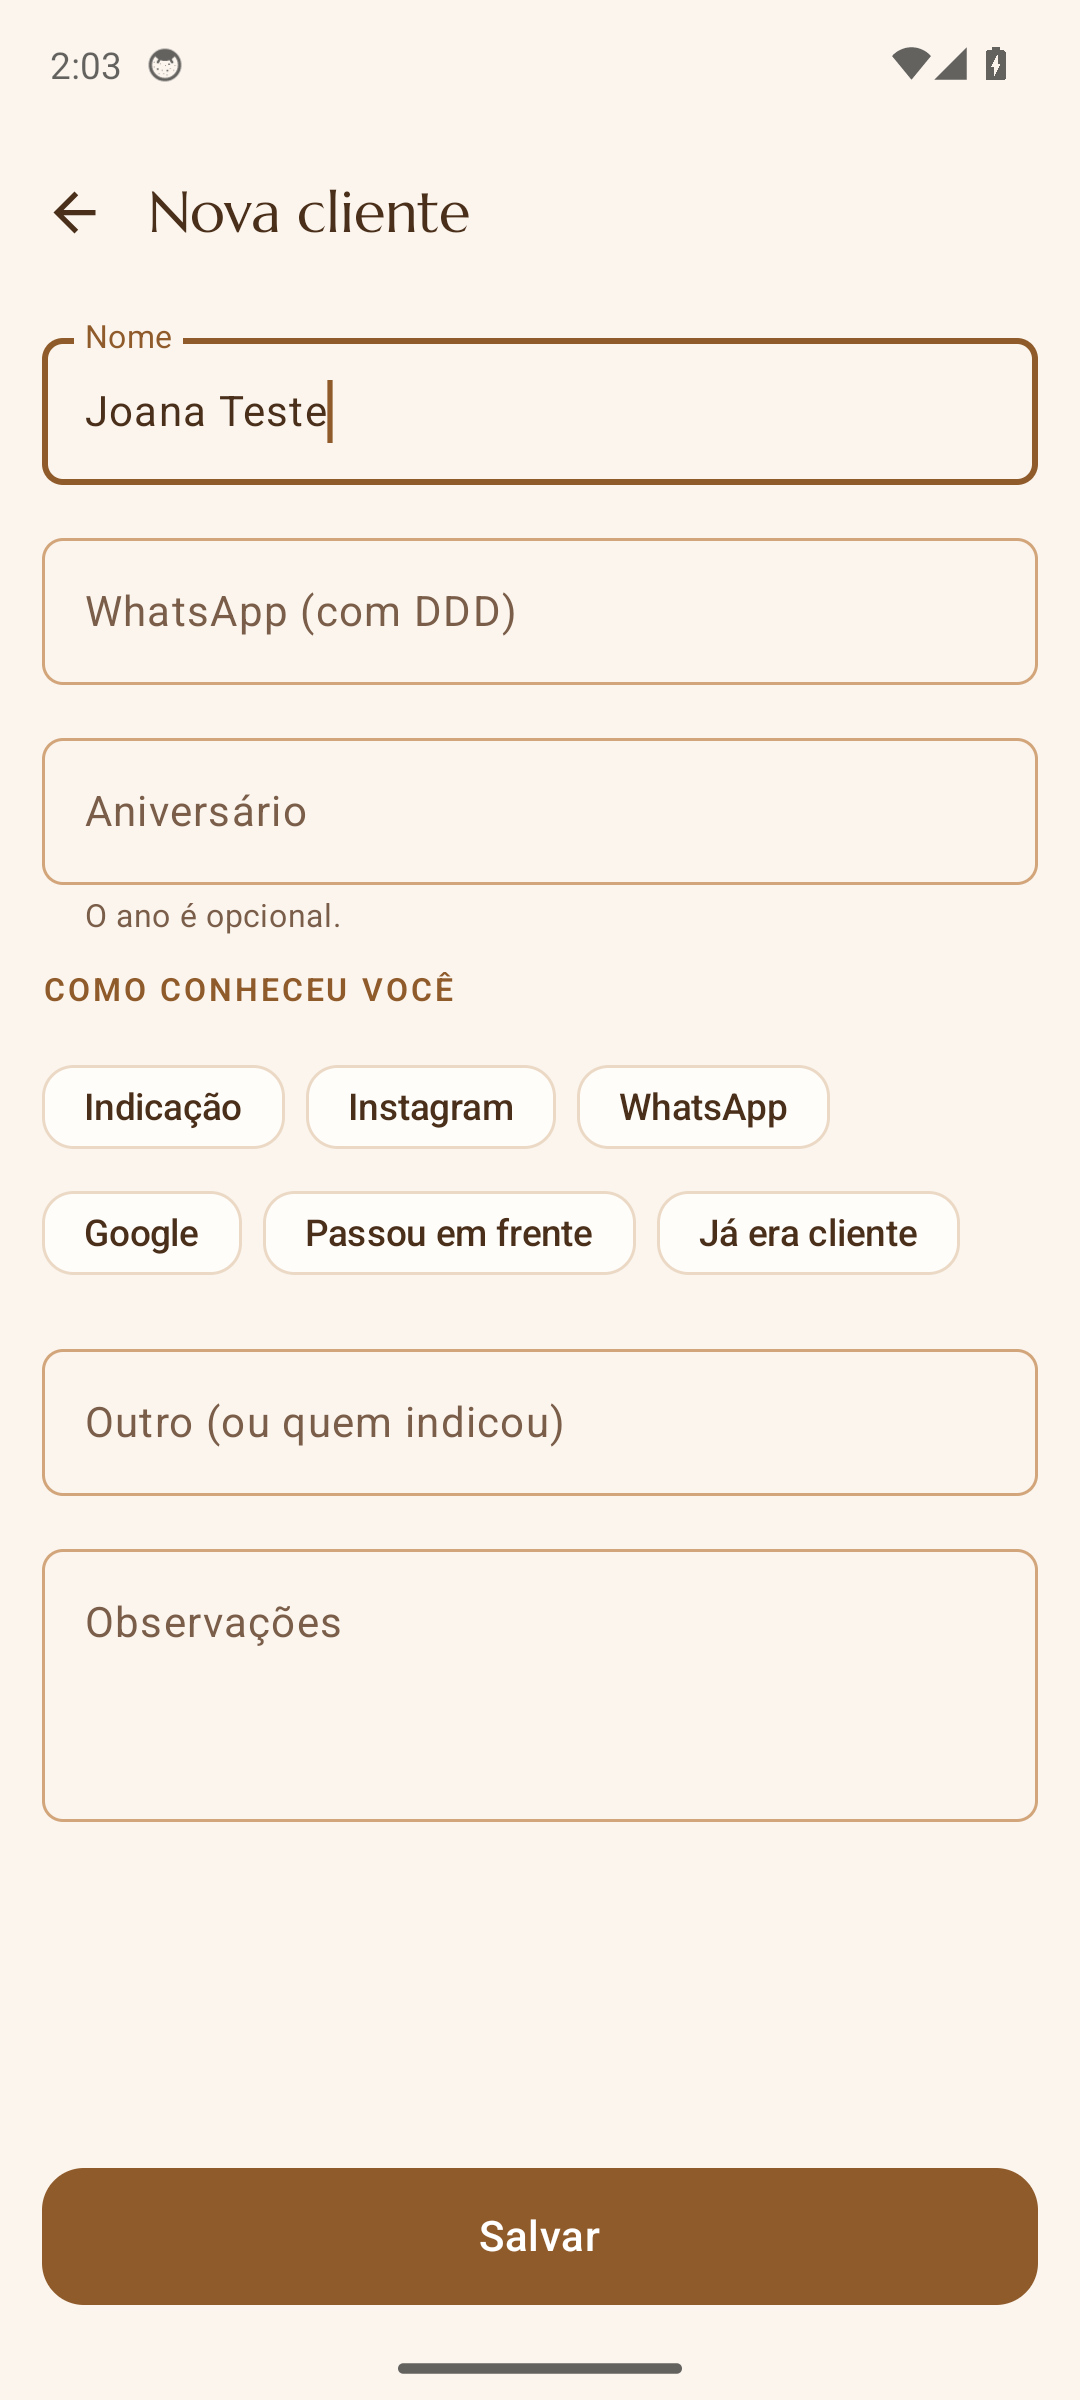 2:03
Nova cliente
Nome
Joana Teste
WhatsApp (com DDD)
Aniversário
O ano é opcional.
COMO CONHECEU VOCÊ
Indicação Instagram WhatsApp
Google Passou em frente Já era cliente
Outro (ou quem indicou)
Observações
Salvar